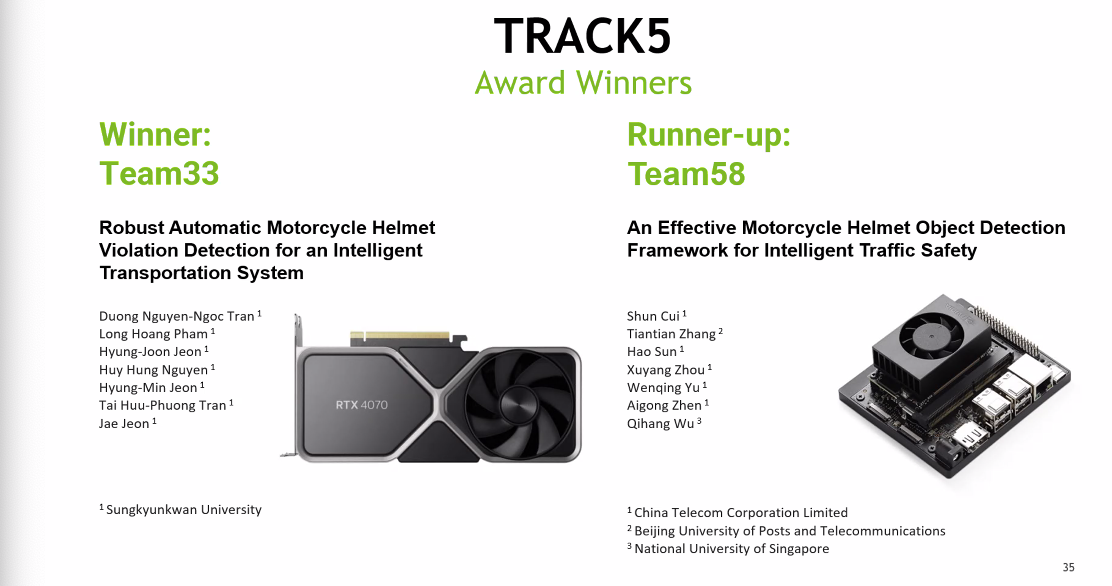 TRACK5
Award Winners
Winner:
Team33
Robust Automatic Motorcycle Helmet
Violation Detection for an Intelligent
Transportation System
Duong Nguyen-Ngoc Tran ¹
Long Hoang Pham ¹
Hyung-Joon Jeon ¹
Huy Hung Nguyen ¹
Hyung-Min Jeon ¹
Tai Huu-Phuong Tran ¹
Jae Jeon ¹
RTX 4070
¹ Sungkyunkwan University
Runner-up:
Team58
An Effective Motorcycle Helmet Object Detection
Framework for Intelligent Traffic Safety
Shun Cui ¹
Tiantian Zhang ²
Hao Sun ¹
Xuyang Zhou ¹
Wenqing Yu ¹
Aigong Zhen ¹
Qihang Wu ³
¹ China Telecom Corporation Limited
² Beijing University of Posts and Telecommunications
³ National University of Singapore
35